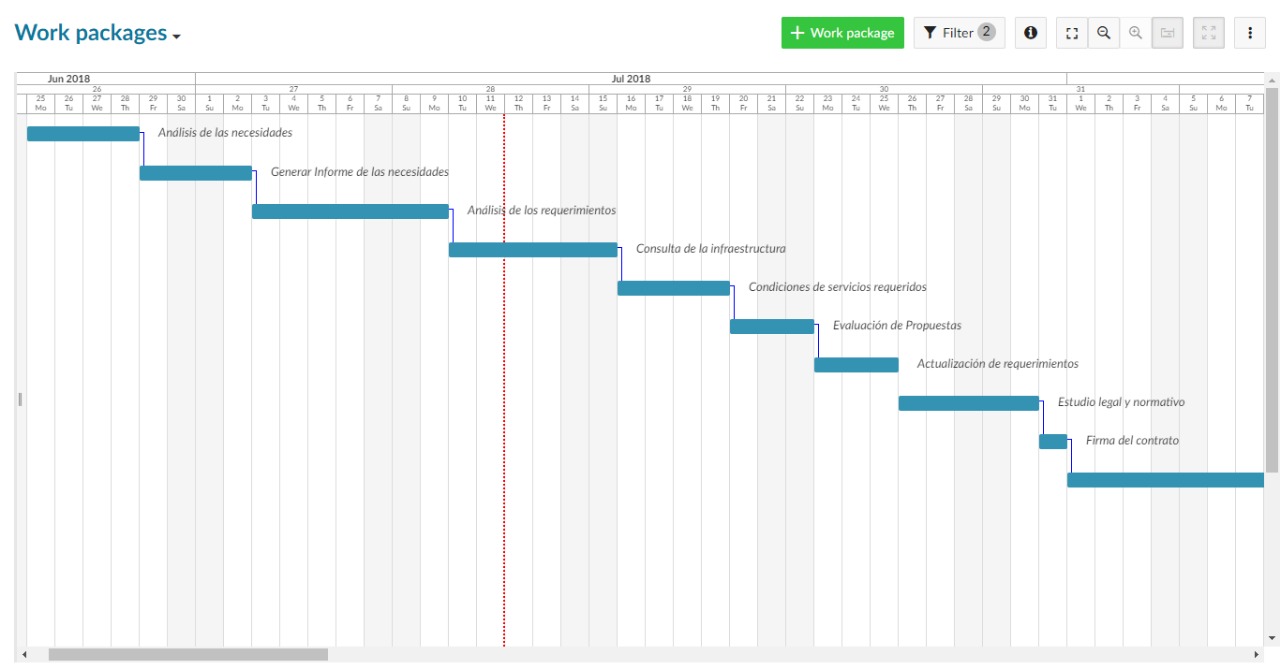 Work packages
+ Work package
Filter 2
Jun 2018 Jul 2018
26 27 28 29 30 31
25 26 27 28 29 30 1 2 3 4 5 6 7 8 9 10 11 12 13 14 15 16 17 18 19 20 21 22 23 24 25 26 27 28 29 30 31 1 2 3 4 5 6 7
Mo Tu We Th Fr Sa Su Mo Tu We Th Fr Sa Su Mo Tu We Th Fr Sa Su Mo Tu We Th Fr Sa Su Mo Tu We Th Fr Sa Su Mo Tu We Th Fr Sa Su Mo Tu
Análisis de las necesidades
Generar Informe de las necesidades
Análisis de los requerimientos
Consulta de la infraestructura
Condiciones de servicios requeridos
Evaluación de Propuestas
Actualización de requerimientos
Estudio legal y normativo
Firma del contrato